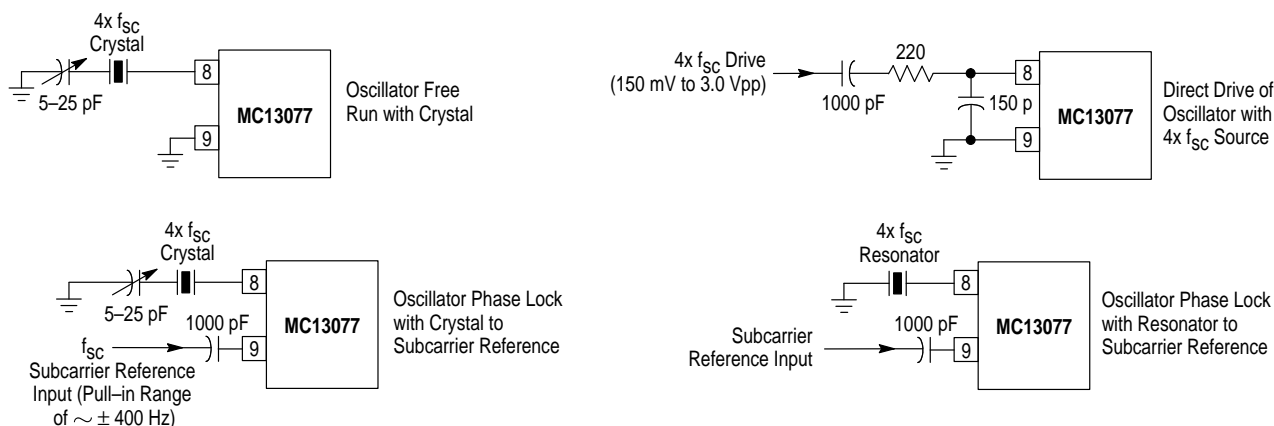 4x fSC
Crystal
5–25 pF
8
9
MC13077
Oscillator Free
Run with Crystal
4x fSC Drive
(150 mV to 3.0 Vpp)
1000 pF
220
150 p
8
9
MC13077
Direct Drive of
Oscillator with
4x fSC Source
4x fSC
Crystal
5–25 pF
8
1000 pF
9
MC13077
fSC
Subcarrier Reference
Input (Pull–in Range
of ∼ ± 400 Hz)
Oscillator Phase Lock
with Crystal to
Subcarrier Reference
4x fSC
Resonator
8
1000 pF
9
MC13077
Subcarrier
Reference Input
Oscillator Phase Lock
with Resonator to
Subcarrier Reference